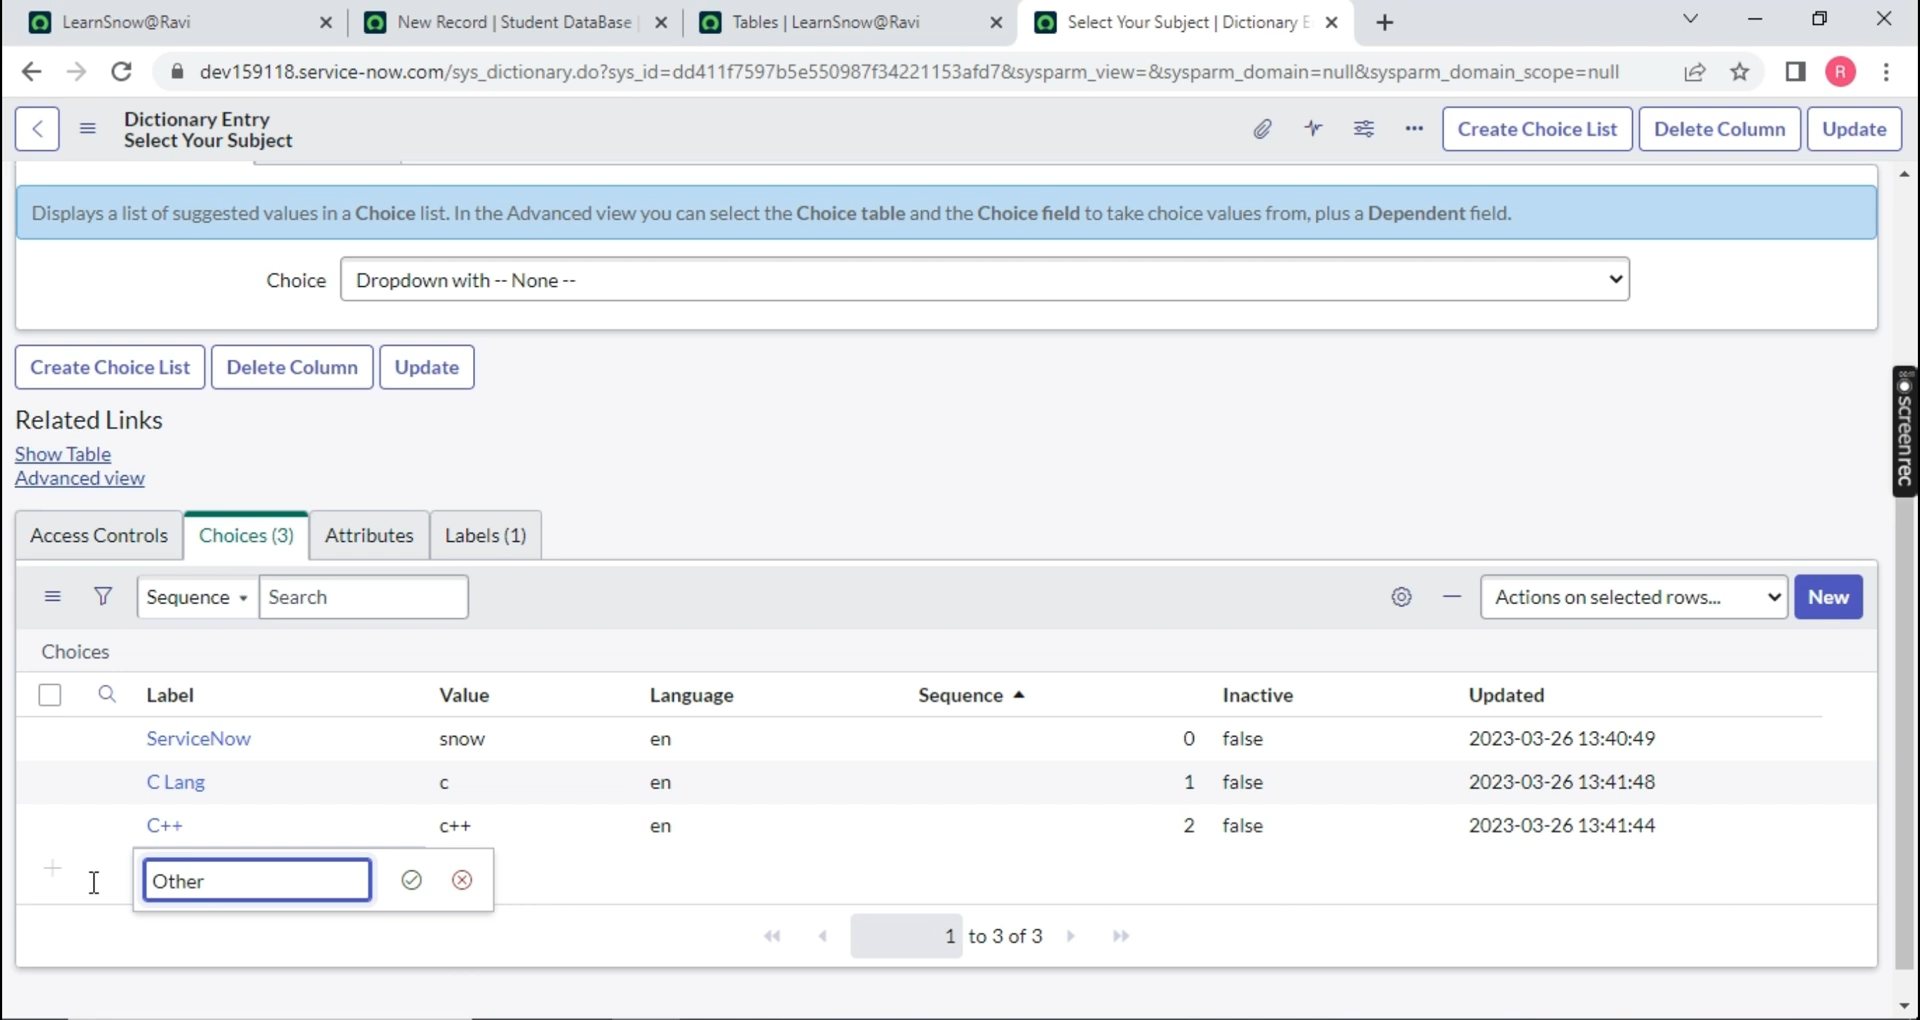 LearnSnow@Ravi
New Record | Student DataBase |
Tables | LearnSnow@Ravi
Select Your Subject | Dictionary E
dev159118.service-now.com/sys_dictionary.do?sys_id=dd411f7597b5e550987f34221153afd7&sysparm_view=&sysparm_domain=null&sysparm_domain_scope=null
R
Dictionary Entry
Select Your Subject
Create Choice List
Delete Column
Update
Displays a list of suggested values in a Choice list. In the Advanced view you can select the Choice table and the Choice field to take choice values from, plus a Dependent field.
Choice
Dropdown with -- None --
Create Choice List
Delete Column
Update
Related Links
Show Table
Advanced view
Access Controls
Choices (3)
Attributes
Labels (1)
Sequence
Search
Actions on selected rows...
New
Choices
Label Value Language Sequence Inactive Updated
ServiceNow snow en 0 false 2023-03-26 13:40:49
C Lang c en 1 false 2023-03-26 13:41:48
C++ c++ en 2 false 2023-03-26 13:41:44
Other
1 to 3 of 3
screenrec